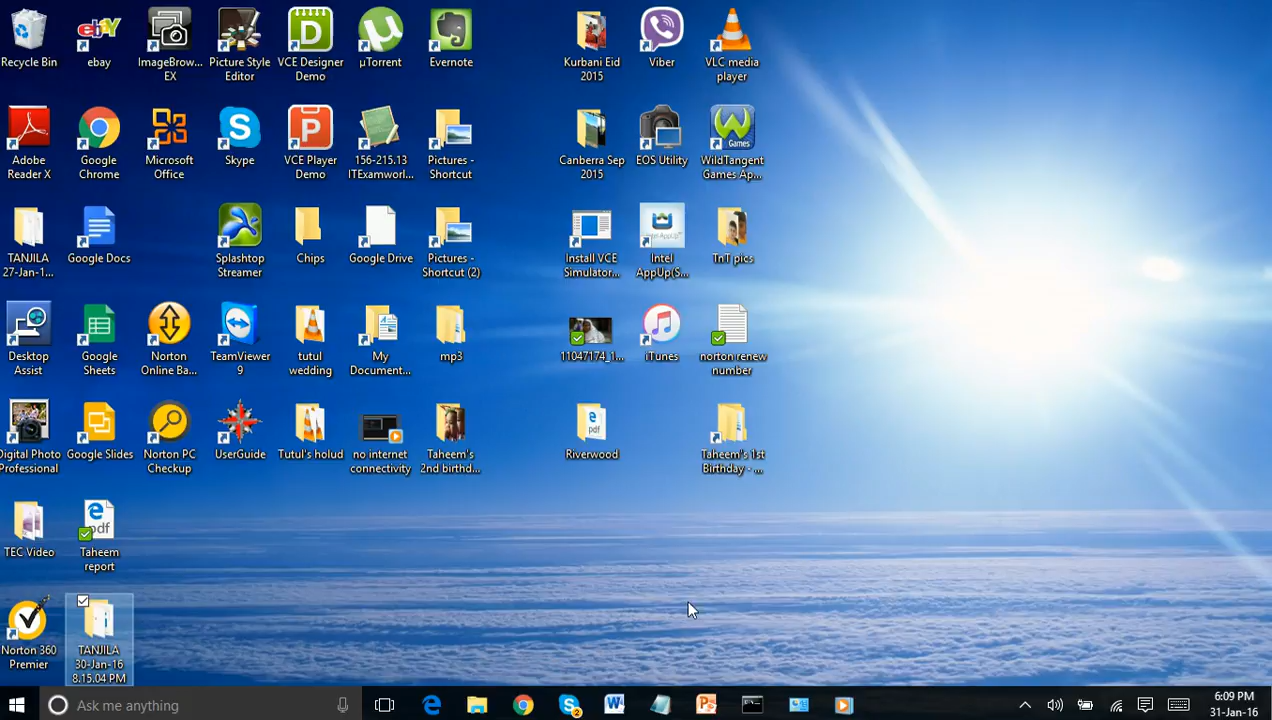 Recycle Bin
ebay
ImageBrow... EX
Picture Style Editor
VCE Designer Demo
µTorrent
Evernote
Kurbani Eid 2015
Viber
VLC media player
Adobe Reader X
Google Chrome
Microsoft Office
Skype
VCE Player Demo
156-215.13 ITExamworl...
Pictures - Shortcut
Canberra Sep 2015
EOS Utility
WildTangent Games Ap...
TANJILA 27-Jan-1...
Google Docs
Splashtop Streamer
Chips
Google Drive
Pictures - Shortcut (2)
Install VCE Simulator...
Intel AppUp(S...
TnT pics
Desktop Assist
Google Sheets
Norton Online Ba...
TeamViewer 9
tutul wedding
My Document...
mp3
11047174_1...
iTunes
norton renew number
Digital Photo Professional
Google Slides
Norton PC Checkup
UserGuide
Tutul's holud
no internet connectivity
Taheem's 2nd birthd...
Riverwood
Taheem's 1st Birthday - ...
TEC Video
Taheem report
Norton 360 Premier
TANJILA 30-Jan-16 8.15.04 PM
Ask me anything
6:09 PM
31-Jan-16